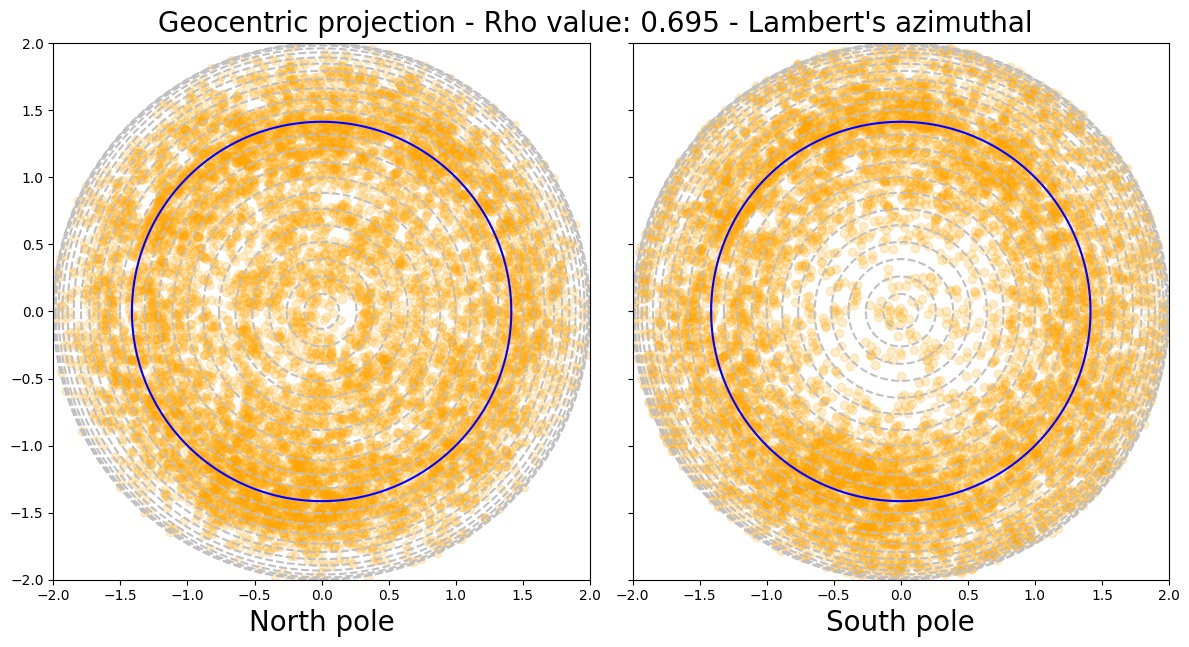 Geocentric projection - Rho value: 0.695 - Lambert's azimuthal
2.0
1.5
1.0
0.5
0.0
−0.5
−1.0
−1.5
−2.0
−2.0 −1.5 −1.0 −0.5 0.0 0.5 1.0 1.5 2.0
−2.0 −1.5 −1.0 −0.5 0.0 0.5 1.0 1.5 2.0
North pole
South pole